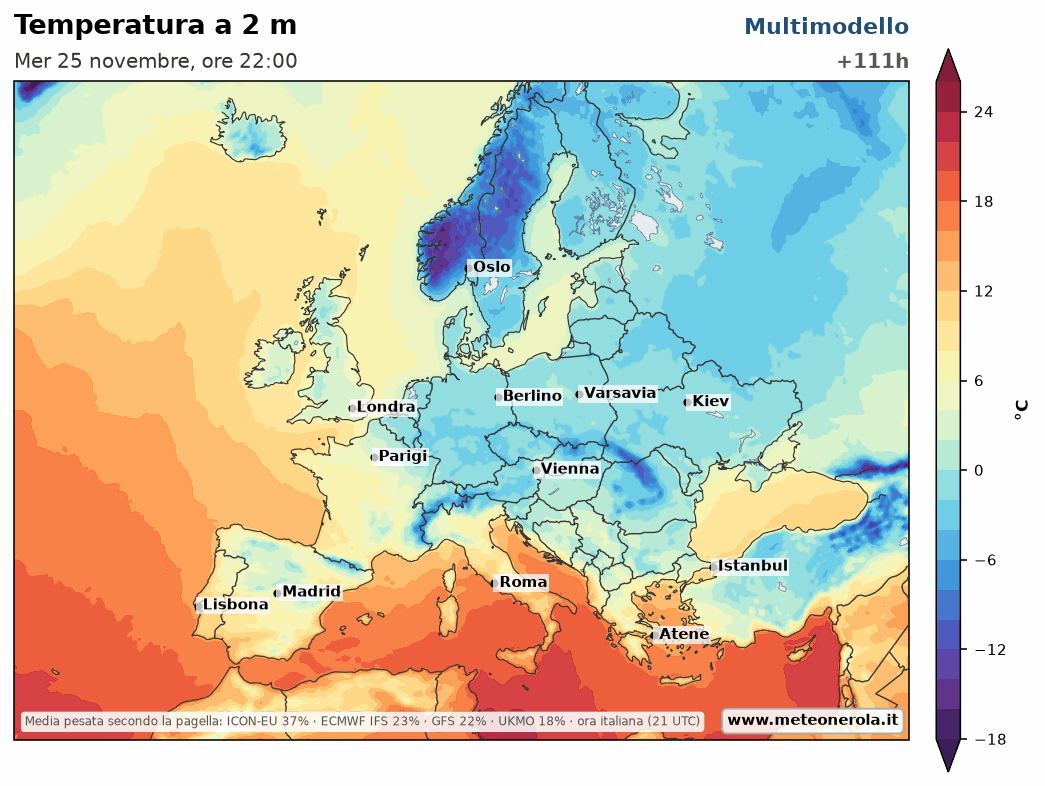 Temperatura a 2 m
Multimodello
Mer 25 novembre, ore 22:00
+111h
24
18
12
6
0
−6
−12
−18
°C
Oslo
Londra
Berlino
Varsavia
Kiev
Parigi
Vienna
Istanbul
Roma
Madrid
Lisbona
Atene
Media pesata secondo la pagella: ICON-EU 37% · ECMWF IFS 23% · GFS 22% · UKMO 18% · ora italiana (21 UTC)
www.meteonerola.it